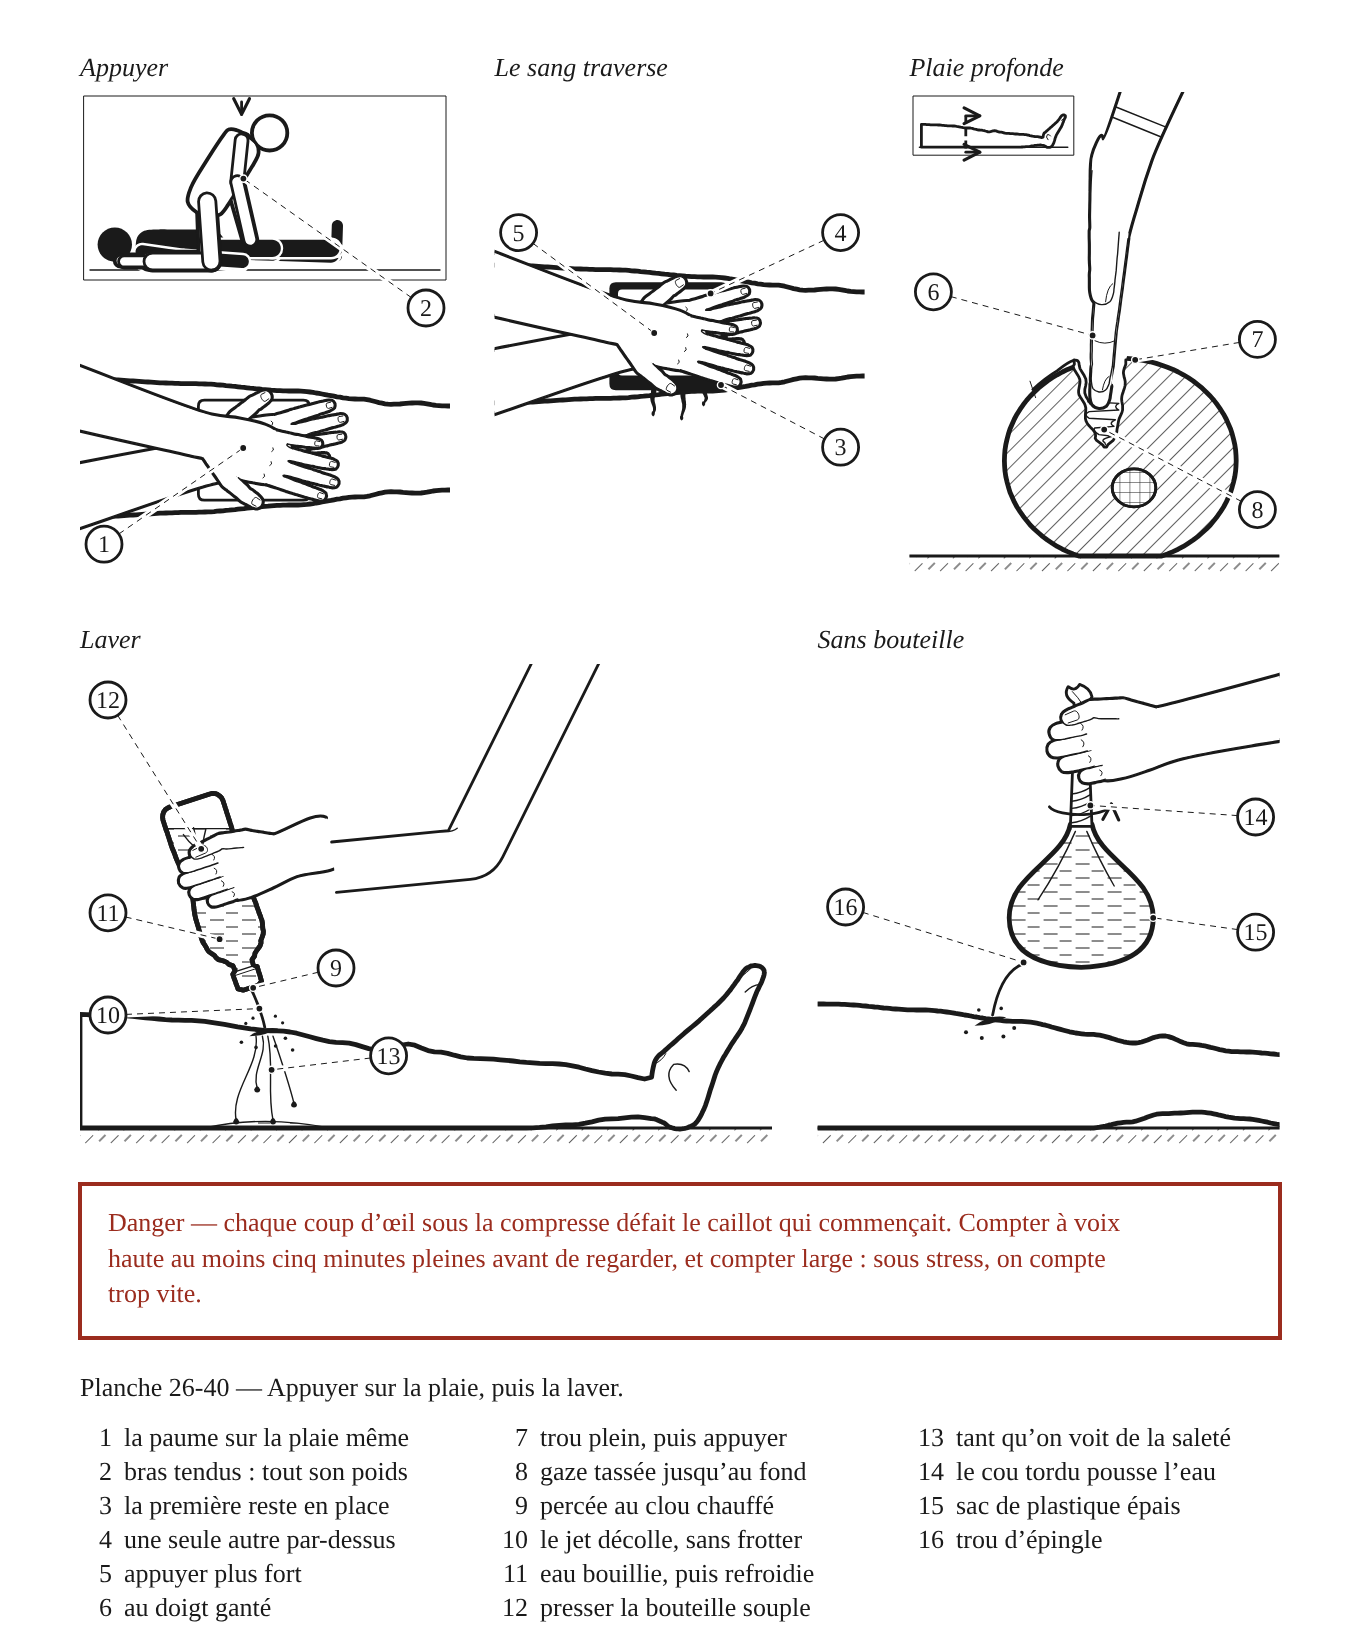 Appuyer
Le sang traverse
Plaie profonde
5
4
6
2
7
3
8
1
Laver
Sans bouteille
12
14
11
16
15
9
10
13
Danger — chaque coup d’œil sous la compresse défait le caillot qui commençait. Compter à voix
haute au moins cinq minutes pleines avant de regarder, et compter large : sous stress, on compte
trop vite.
Planche 26-40 — Appuyer sur la plaie, puis la laver.
1 la paume sur la plaie même
2 bras tendus : tout son poids
3 la première reste en place
4 une seule autre par-dessus
5 appuyer plus fort
6 au doigt ganté
7 trou plein, puis appuyer
8 gaze tassée jusqu’au fond
9 percée au clou chauffé
10 le jet décolle, sans frotter
11 eau bouillie, puis refroidie
12 presser la bouteille souple
13 tant qu’on voit de la saleté
14 le cou tordu pousse l’eau
15 sac de plastique épais
16 trou d’épingle